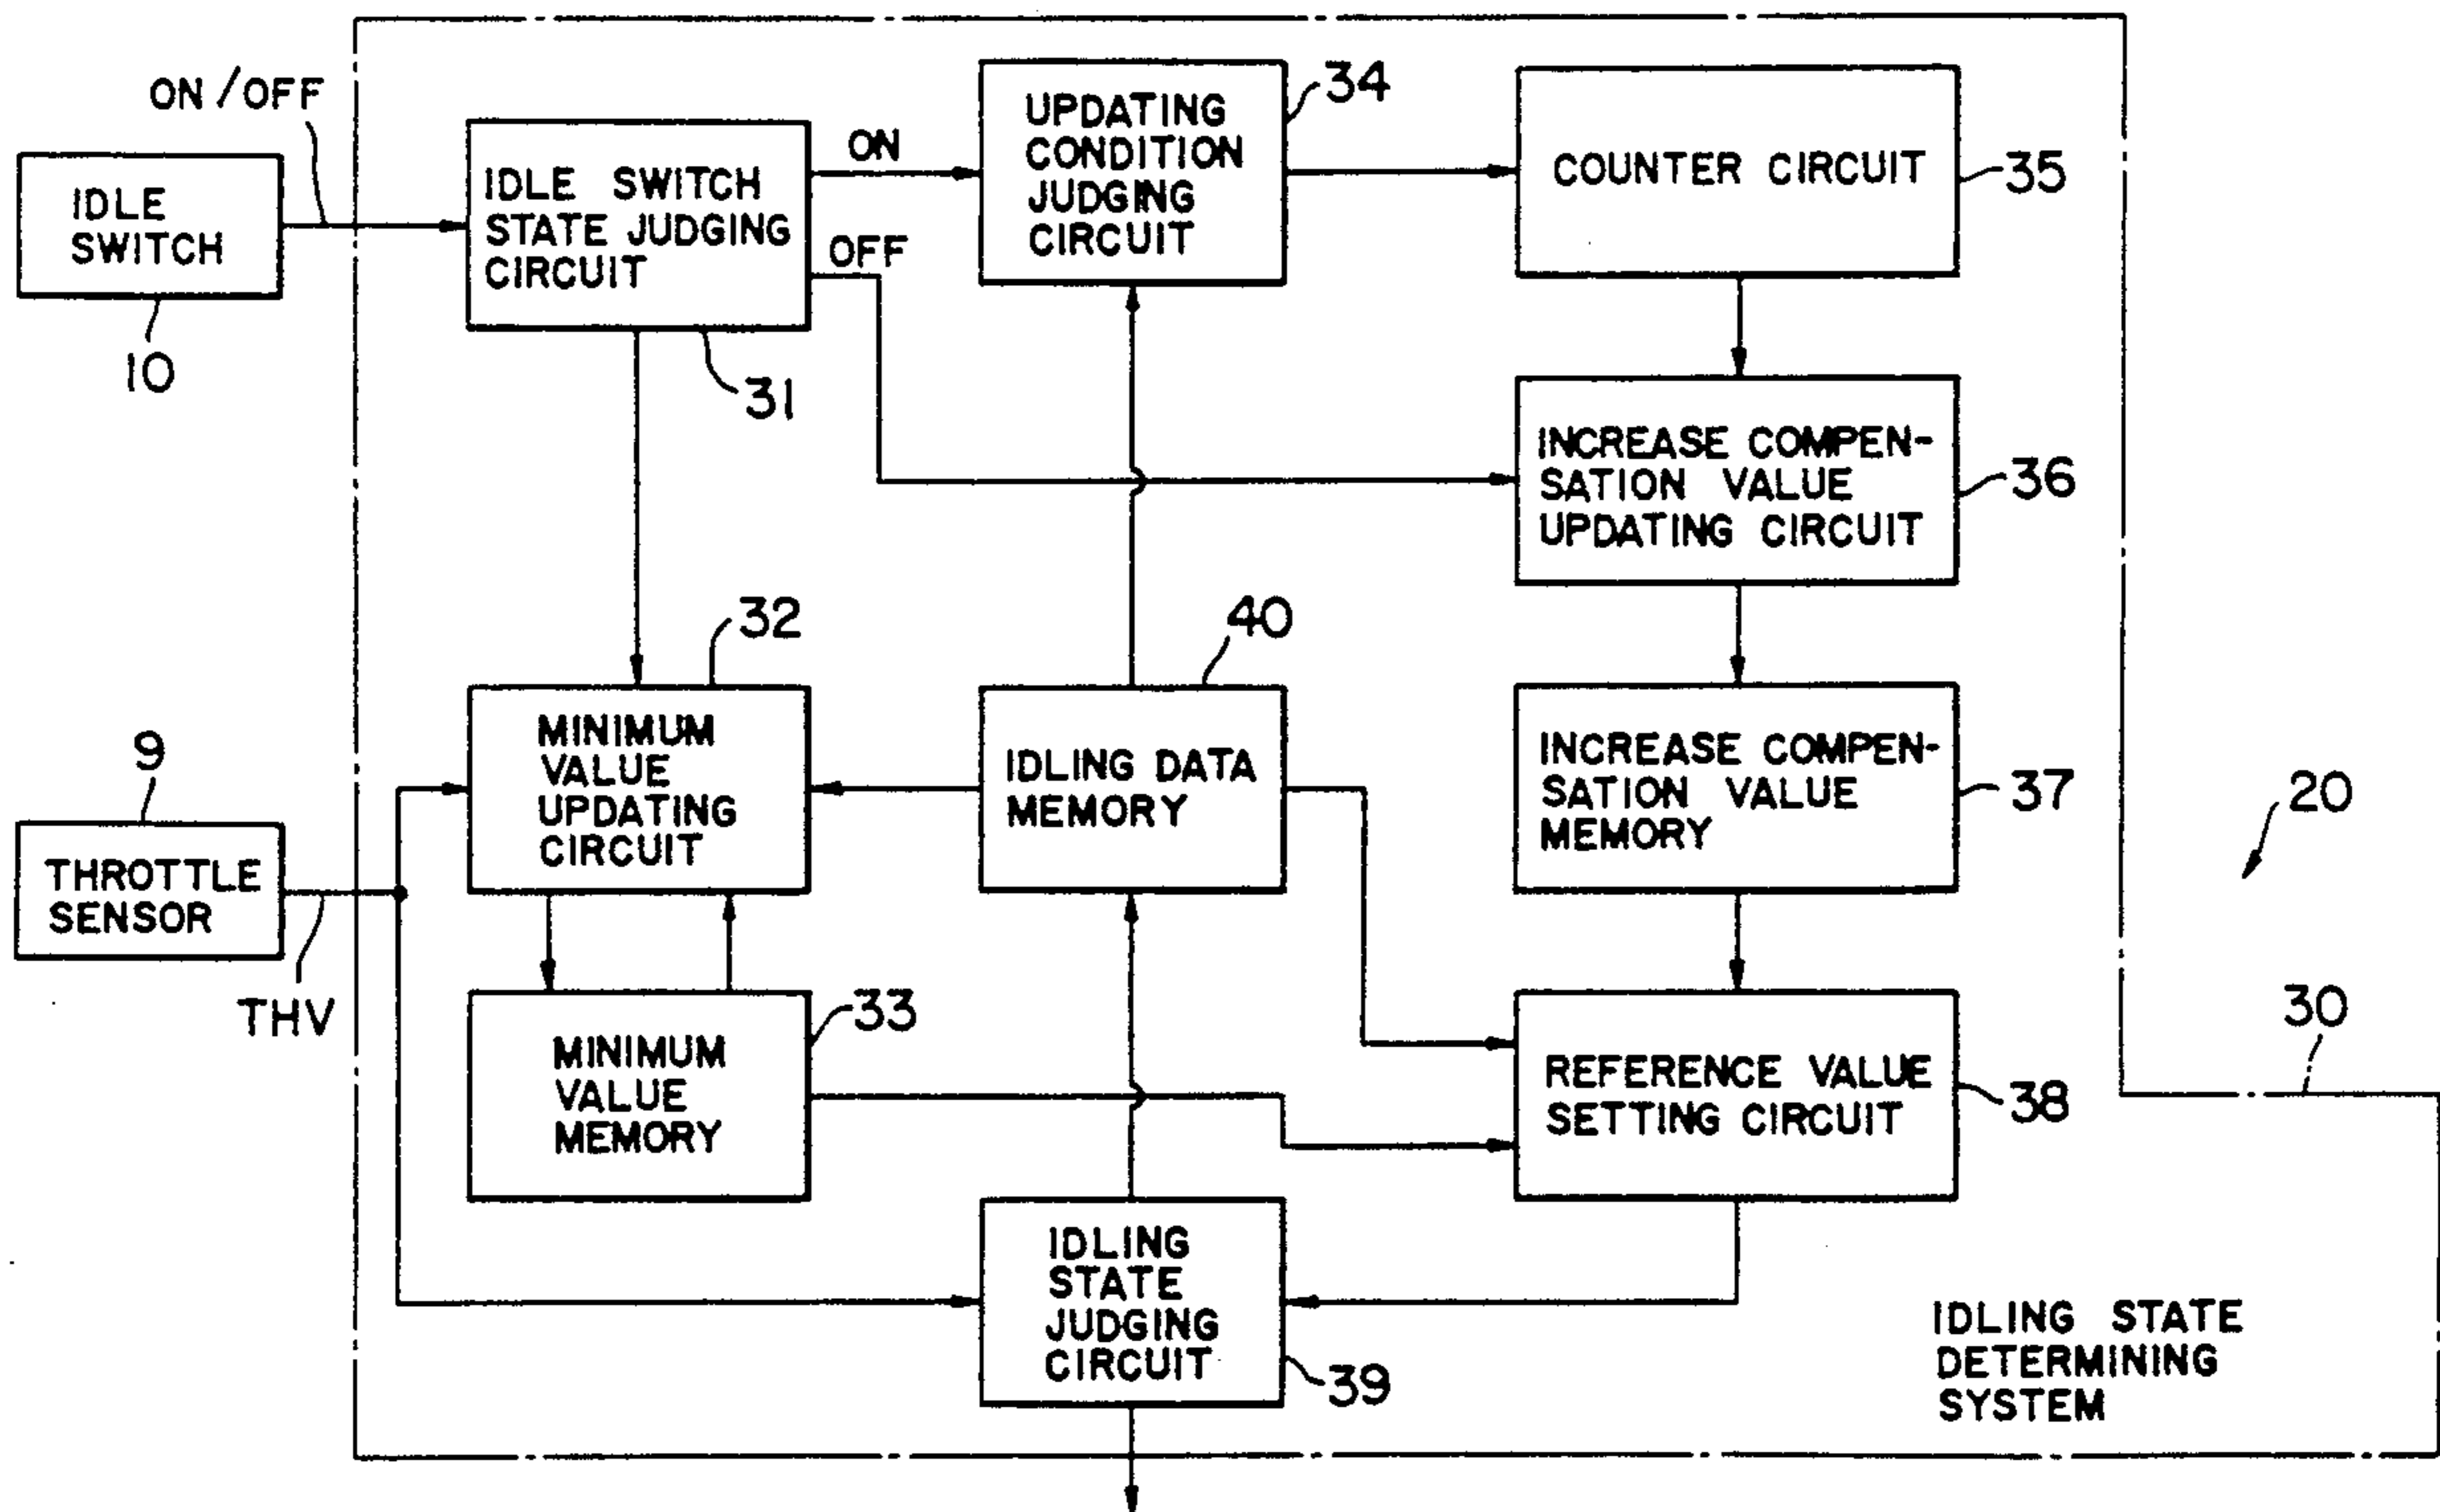 ON/OFF
IDLE
SWITCH
10
IDLE SWITCH
STATE JUDGING
CIRCUIT
31
ON
OFF
UPDATING
CONDITION
JUDGING
CIRCUIT
34
COUNTER CIRCUIT
35
INCREASE COMPEN-
SATION VALUE
UPDATING CIRCUIT
36
32
MINIMUM
VALUE
UPDATING
CIRCUIT
40
IDLING DATA
MEMORY
INCREASE COMPEN-
SATION VALUE
MEMORY
37
20
9
THROTTLE
SENSOR
THV
33
MINIMUM
VALUE
MEMORY
REFERENCE VALUE
SETTING CIRCUIT
38
30
IDLING
STATE
JUDGING
CIRCUIT
39
IDLING STATE
DETERMINING
SYSTEM